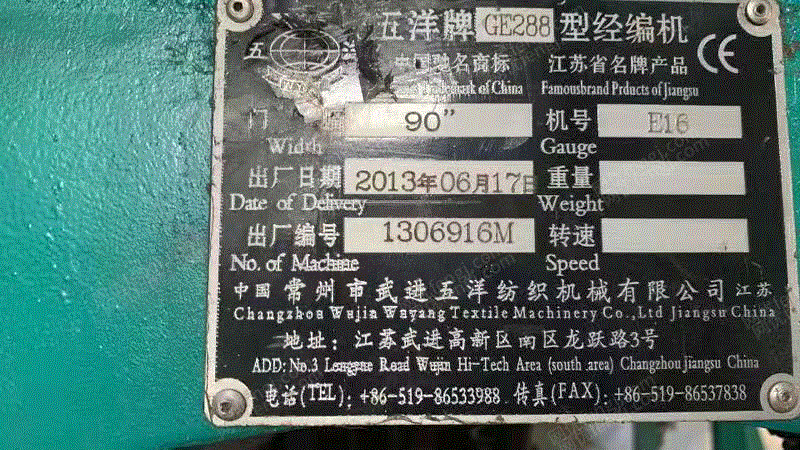 五洋牌 GE288 型经编机
五 洋
中国驰名商标 江苏省名牌产品 CE
of China Famousbrand Prducts of Jiangsu
门 90" 机号 E16
Width Gauge
出厂日期 2013年06月17日 重量
Date of Delivery Weight
出厂编号 1306916M 转速
No. of Machine Speed
中国 常州市武进五洋纺织机械有限公司 江苏
Changzhou Wujin Wuyang Textile Machinery Co.,Ltd Jiangsu China
地址: 江苏武进高新区南区龙跃路3号
ADD: No.3 Road Wujin Hi-Tech Area (south area) Changzhou Jiangsu China
电话(TEL): +86-519-86533988 传真(FAX): +86-519-86537838